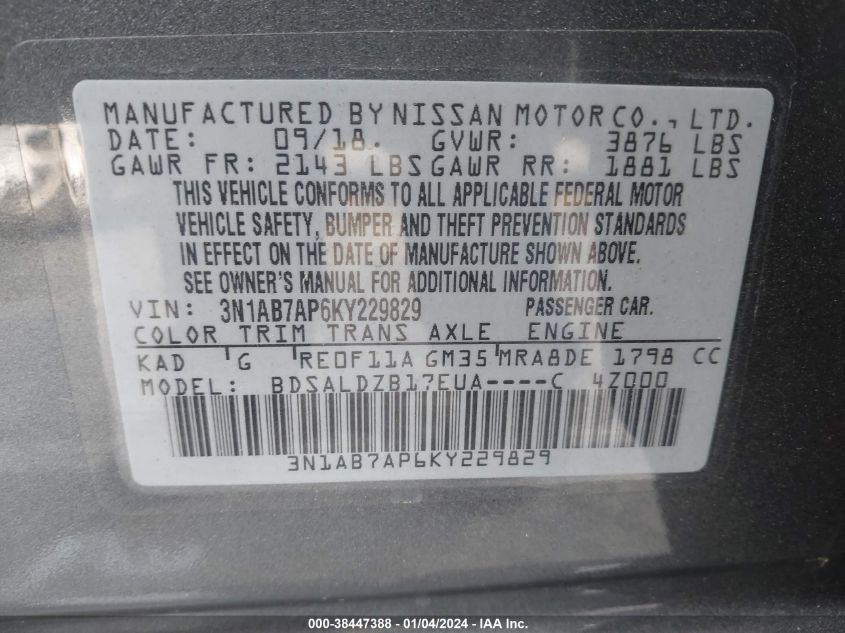 MANUFACTURED BY NISSAN MOTOR CO., LTD.
DATE: 09/18. GVWR: 3876 LBS
GAWR FR: 2143 LBS GAWR RR: 1881 LBS
THIS VEHICLE CONFORMS TO ALL APPLICABLE FEDERAL MOTOR
VEHICLE SAFETY, BUMPER AND THEFT PREVENTION STANDARDS
IN EFFECT ON THE DATE OF MANUFACTURE SHOWN ABOVE.
SEE OWNER'S MANUAL FOR ADDITIONAL INFORMATION.
VIN: 3N1AB7AP6KY229829 PASSENGER CAR.
COLOR TRIM TRANS AXLE ENGINE
KAD G RE0F11A GM35 MRA8DE 1798 CC
MODEL: BDSALDZB17EUA----C 4Z000
3N1AB7AP6KY229829
000-38447388 - 01/04/2024 - IAA Inc.